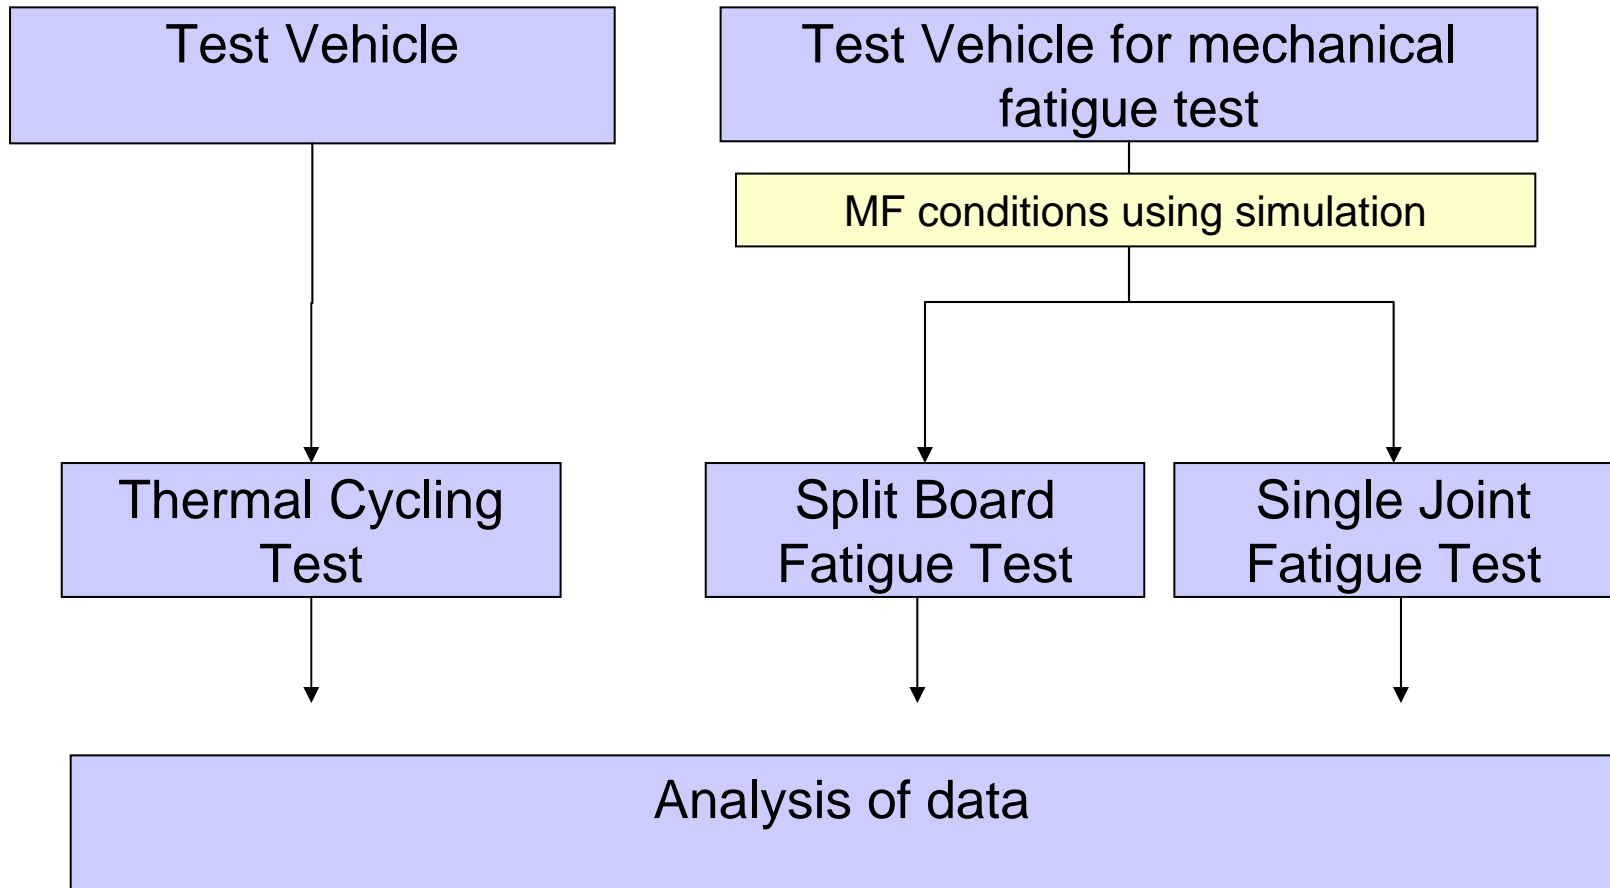 Test Vehicle
Test Vehicle for mechanical
fatigue test
MF conditions using simulation
Thermal Cycling
Test
Split Board
Fatigue Test
Single Joint
Fatigue Test
Analysis of data